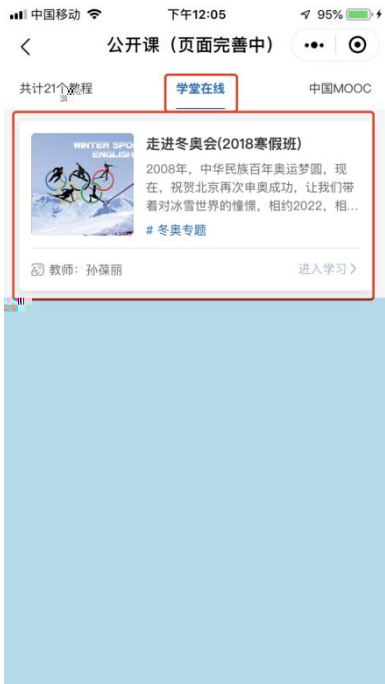 中国移动 下午12:05 95%
公开课（页面完善中）
共计21个教程 学堂在线 中国MOOC
WINTER SPO
ENGLISH
走进冬奥会(2018寒假班)
2008年，中华民族百年奥运梦圆，现
在，祝贺北京再次申奥成功，让我们带
着对冰雪世界的憧憬，相约2022，相...
# 冬奥专题
教师：孙葆丽 进入学习